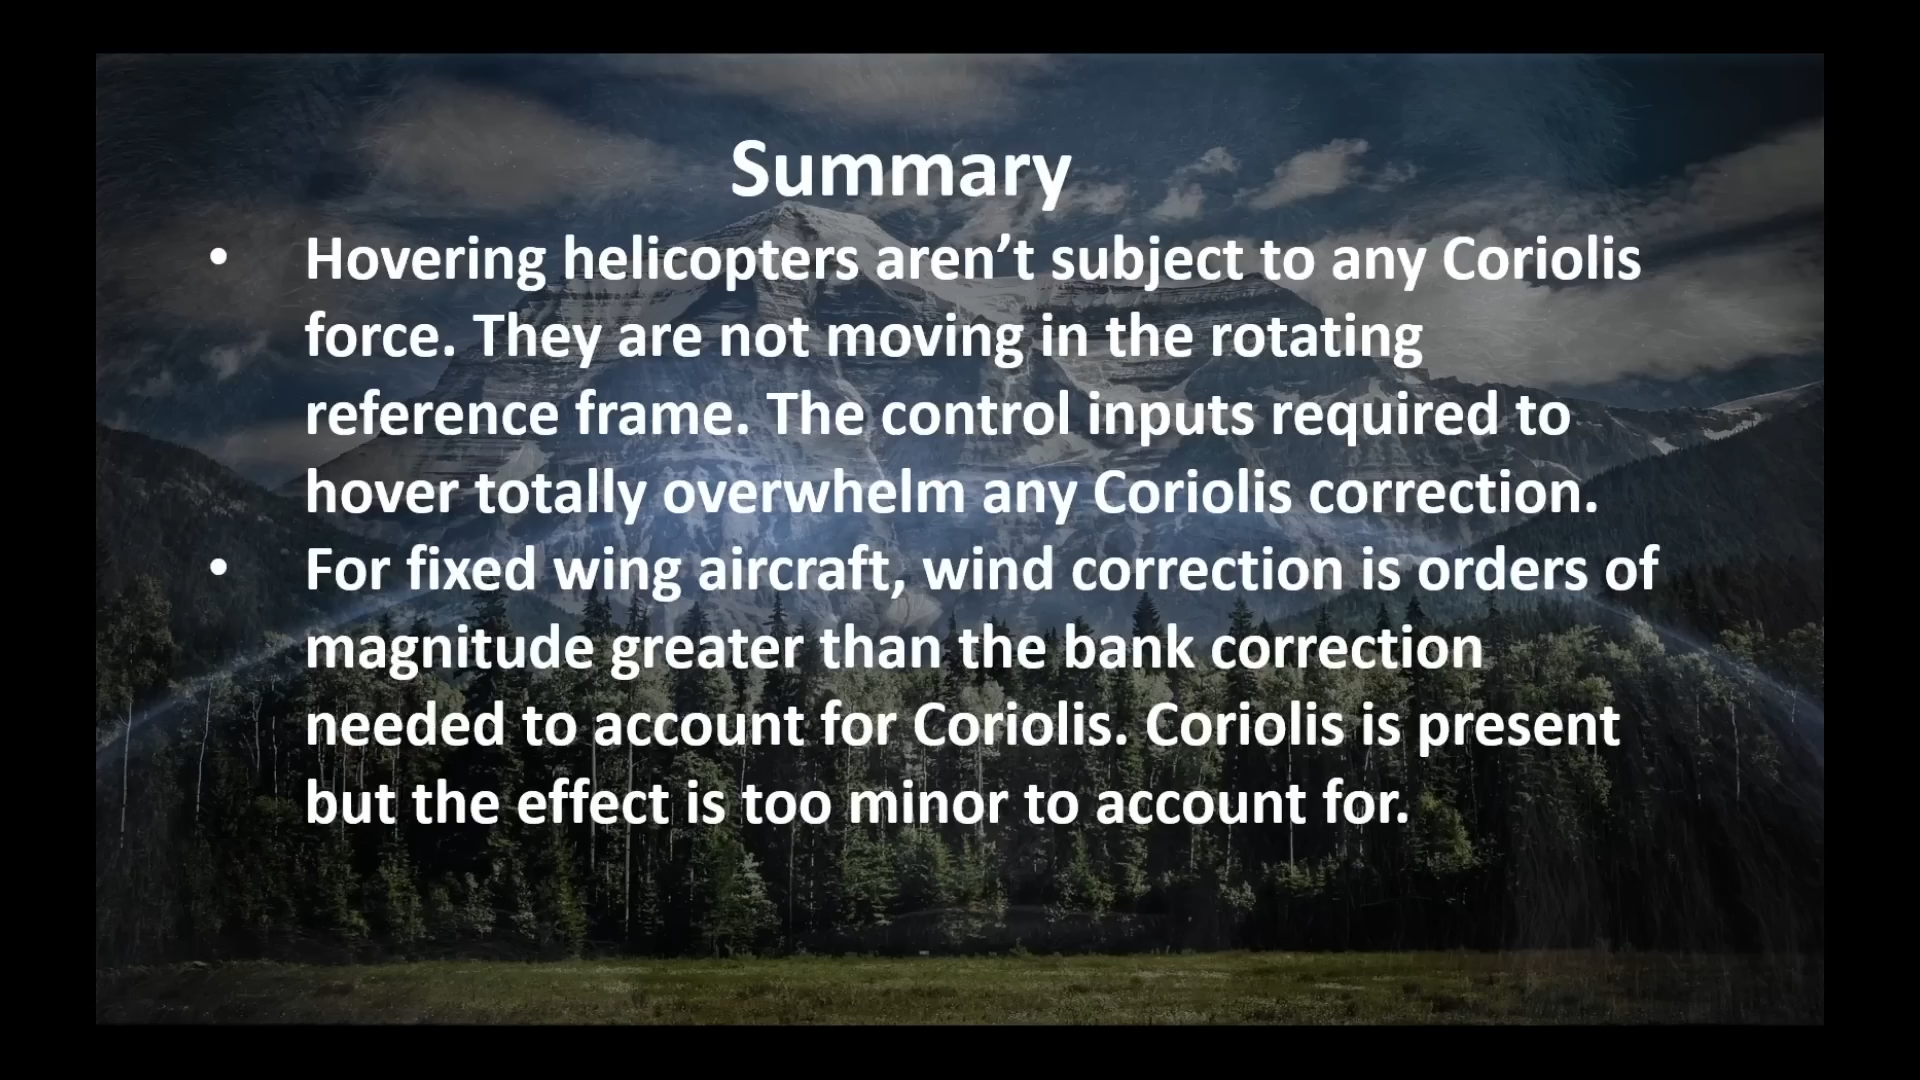 Summary
• Hovering helicopters aren’t subject to any Coriolis
force. They are not moving in the rotating
reference frame. The control inputs required to
hover totally overwhelm any Coriolis correction.
• For fixed wing aircraft, wind correction is orders of
magnitude greater than the bank correction
needed to account for Coriolis. Coriolis is present
but the effect is too minor to account for.